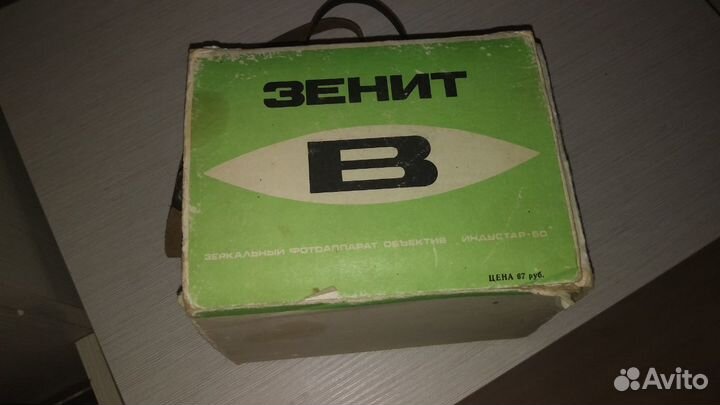 ЗЕНИТ
В
ЗЕРКАЛЬНЫЙ ФОТОАППАРАТ ОБЪЕКТИВ „ИНДУСТАР-50"
ЦЕНА 67 руб.
Avito